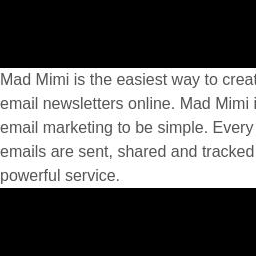 Mad Mimi is the easiest way to creat
email newsletters online. Mad Mimi i
email marketing to be simple. Every
emails are sent, shared and tracked
powerful service.